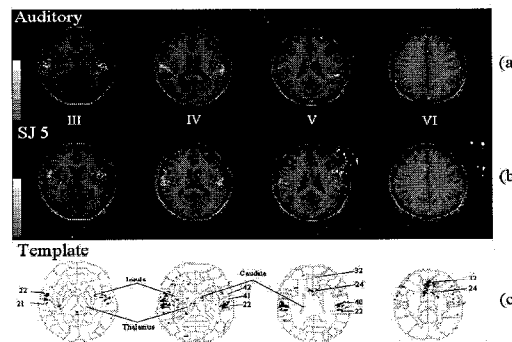 Auditory
(a
III IV V VI
SJ 5
(b
Template
Insula Caudate 32
22 42 24 32
21 41 40 24
22 22
Thalamus
(c